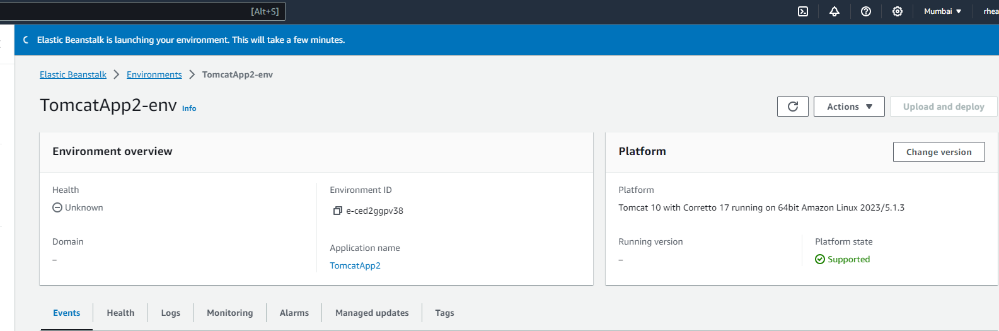 [Alt+S]
Mumbai ▼
rhea
Elastic Beanstalk is launching your environment. This will take a few minutes.
Elastic Beanstalk > Environments > TomcatApp2-env
TomcatApp2-env Info
Actions ▼
Upload and deploy
Environment overview
Health
Unknown
Domain
–
Environment ID
e-ced2ggpv38
Application name
TomcatApp2
Platform
Change version
Platform
Tomcat 10 with Corretto 17 running on 64bit Amazon Linux 2023/5.1.3
Running version
–
Platform state
Supported
Events Health Logs Monitoring Alarms Managed updates Tags